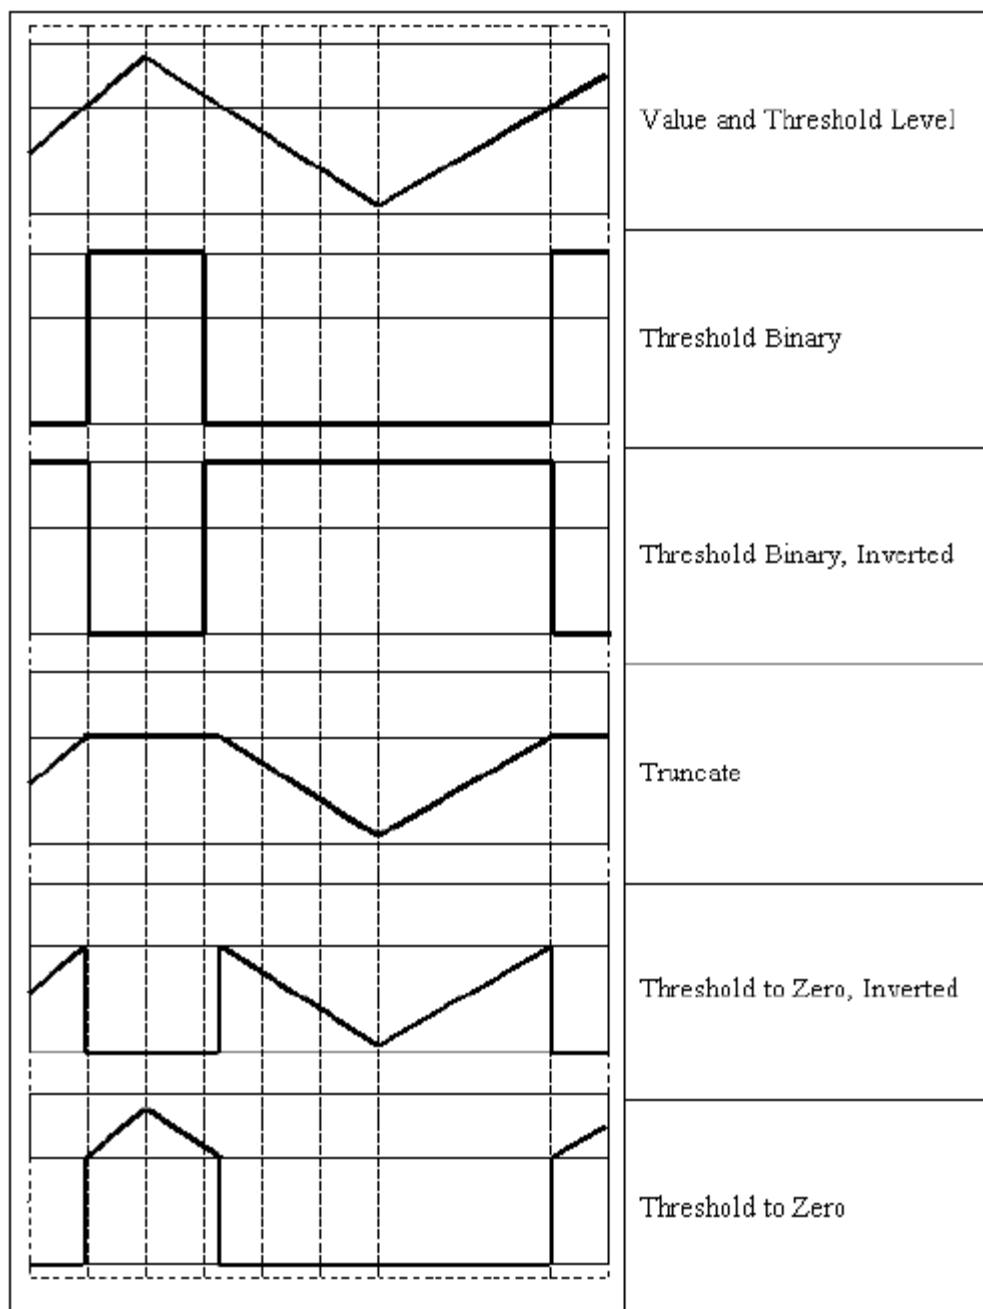 Value and Threshold Level
Threshold Binary
Threshold Binary, Inverted
Truncate
Threshold to Zero, Inverted
Threshold to Zero